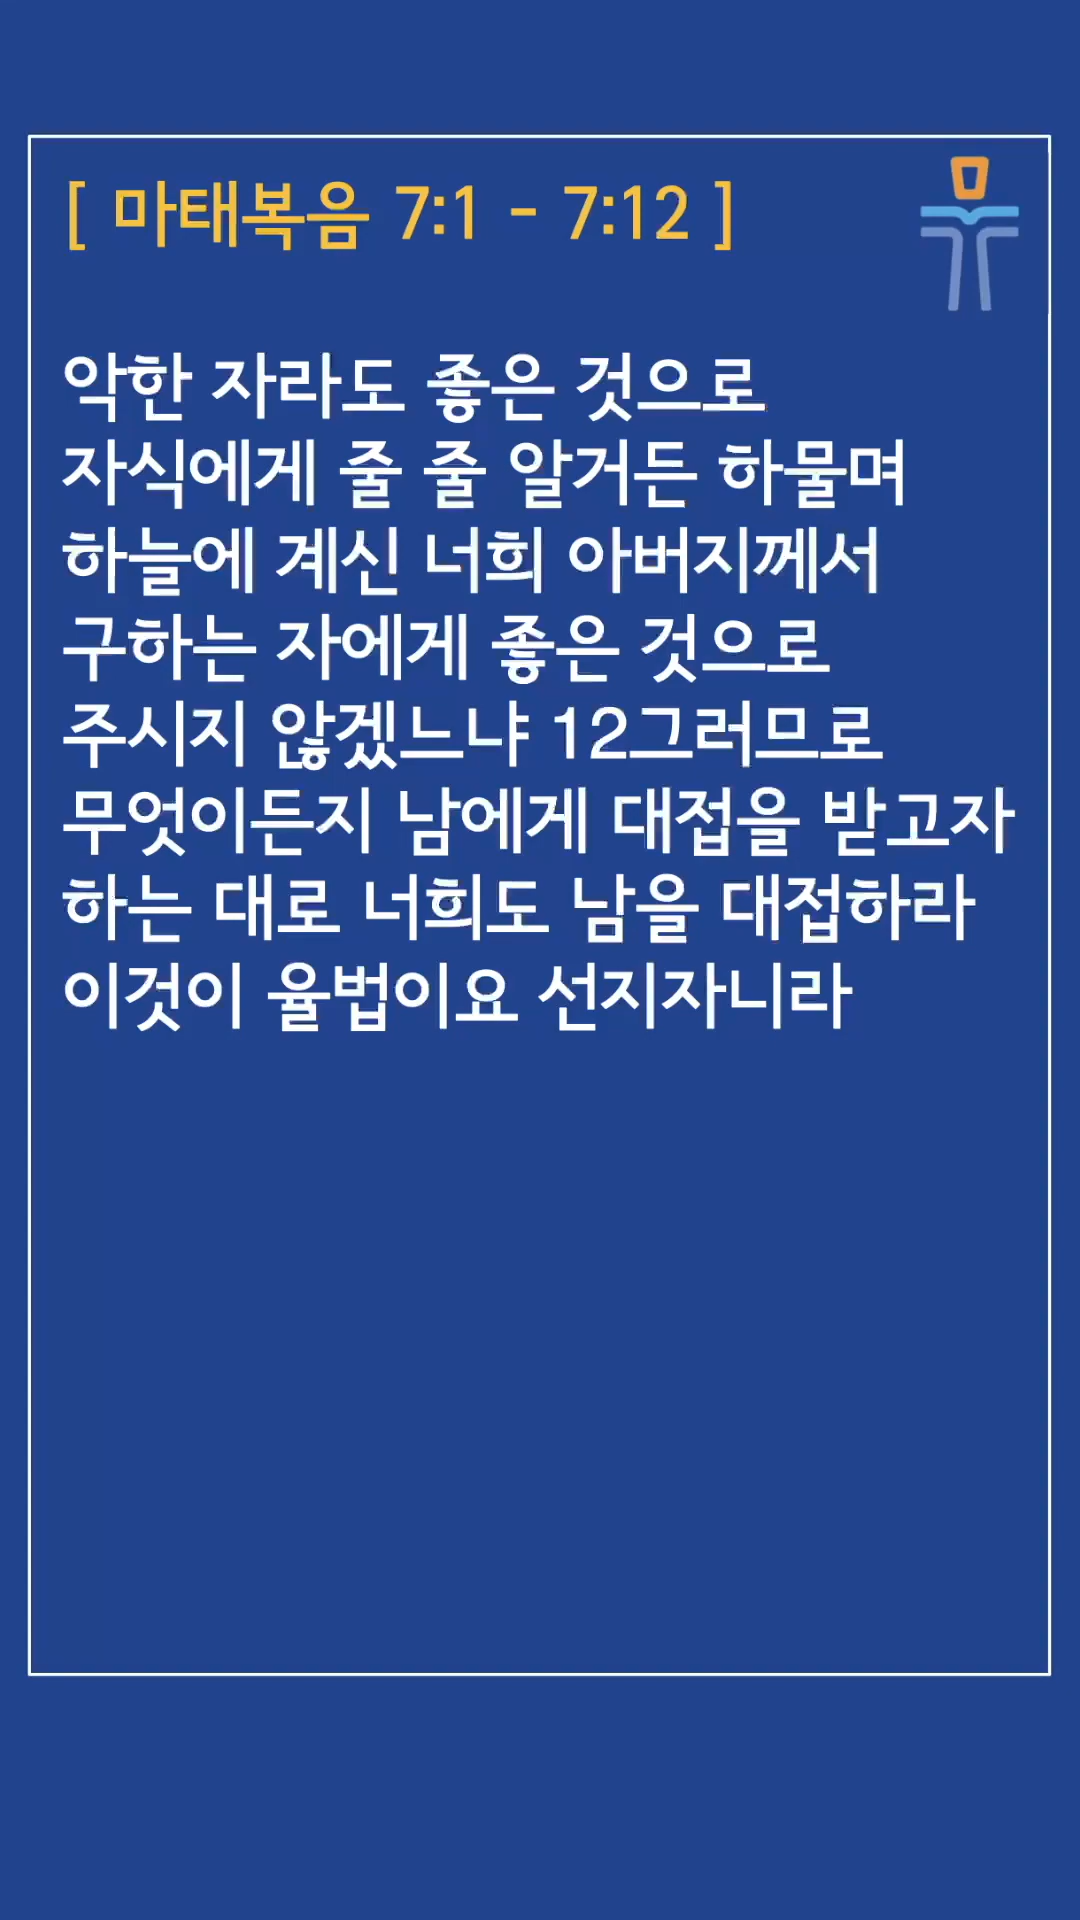 [ 마태복음 7:1 - 7:12 ]
악한 자라도 좋은 것으로
자식에게 줄 줄 알거든 하물며
하늘에 계신 너희 아버지께서
구하는 자에게 좋은 것으로
주시지 않겠느냐 12그러므로
무엇이든지 남에게 대접을 받고자
하는 대로 너희도 남을 대접하라
이것이 율법이요 선지자니라